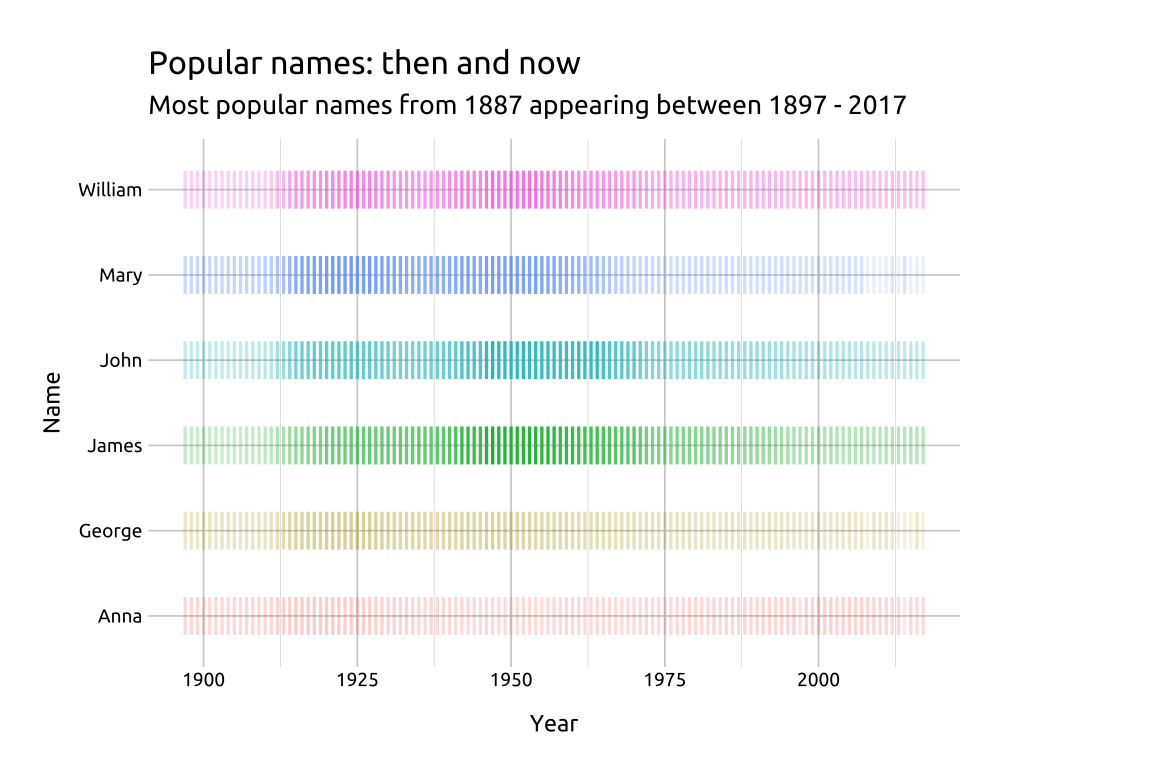 Popular names: then and now
Most popular names from 1887 appearing between 1897 - 2017
William
Mary
John
James
George
Anna
Name
1900 1925 1950 1975 2000
Year